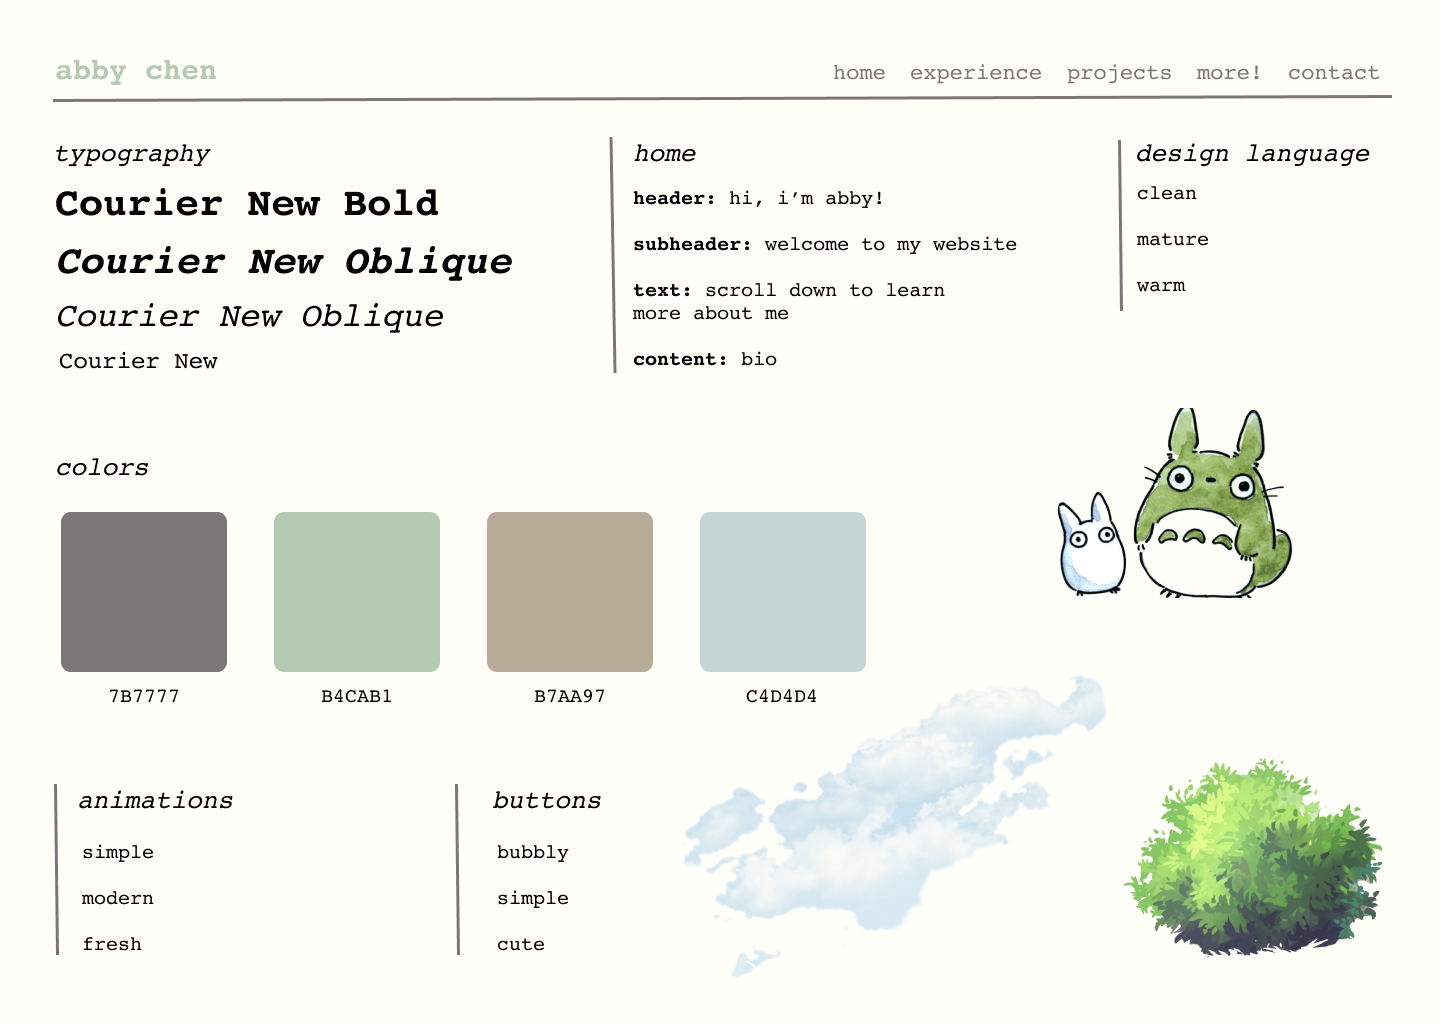 abby chen
home experience projects more! contact
typography
Courier New Bold
Courier New Oblique
Courier New Oblique
Courier New
home
header: hi, i’m abby!
subheader: welcome to my website
text: scroll down to learn
more about me
content: bio
design language
clean
mature
warm
colors
7B7777
B4CAB1
B7AA97
C4D4D4
animations
simple
modern
fresh
buttons
bubbly
simple
cute